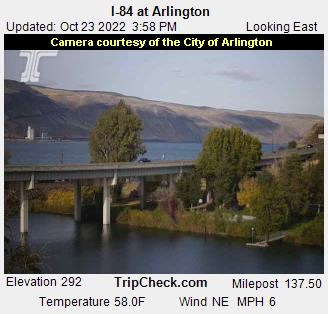 I-84 at Arlington
Updated: Oct 23 2022 3:58 PM Looking East
Camera courtesy of the City of Arlington
Elevation 292 TripCheck.com Milepost 137.50
Temperature 58.0F Wind NE MPH 6